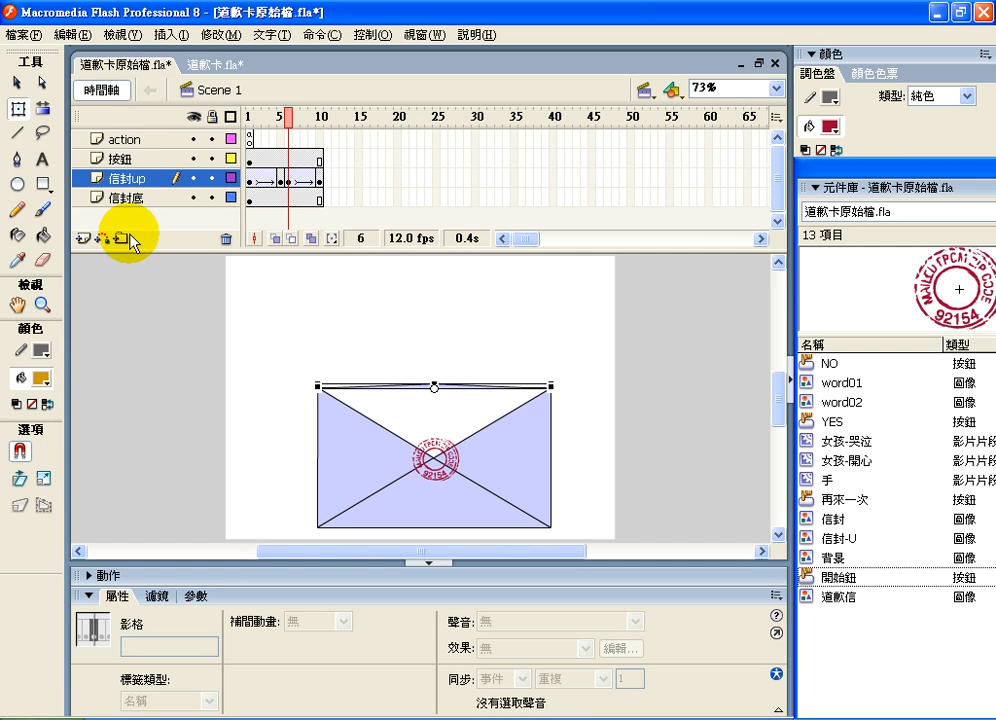 Macromedia Flash Professional 8 - [道歉卡原始檔.fla*]
檔案(F) 編輯(E) 檢視(V) 插入(I) 修改(M) 文字(T) 命令(C) 控制(O) 視窗(W) 說明(H)
工具
檢視
顏色
選項
道歉卡原始檔.fla* 道歉卡.fla*
時間軸 Scene 1 73%
1 5 10 15 20 25 30 35 40 45 50 55 60 65
action
按鈕
信封up
信封底
6 12.0 fps 0.4s
MAILCD FPCM ZIP CODE
92154
動作
屬性 濾鏡 參數
影格
標籤類型:
名稱
補間動畫: 無
聲音: 無
效果: 無 編輯...
同步: 事件 重複 1
沒有選取聲音
顏色
調色盤 顏色色票
類型: 純色
元件庫 - 道歉卡原始檔.fla
道歉卡原始檔.fla
13 項目
MAILCD FPCM ZIP CODE
92154
名稱 類型
NO 按鈕
word01 圖像
word02 圖像
YES 按鈕
女孩-哭泣 影片片段
女孩-開心 影片片段
手 影片片段
再來一次 按鈕
信封 圖像
信封-U 圖像
背景 圖像
開始鈕 按鈕
道歉信 圖像